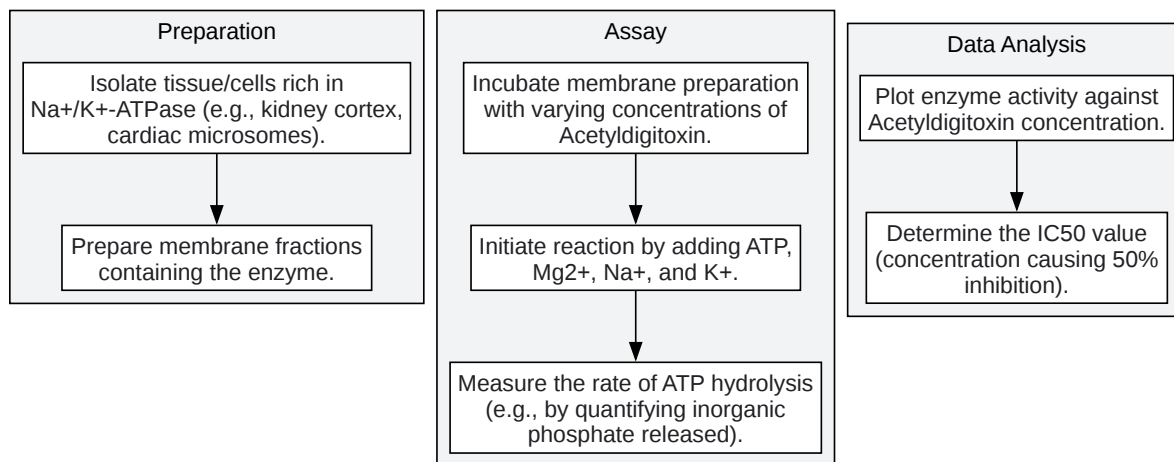 Preparation
Isolate tissue/cells rich in
Na+/K+-ATPase (e.g., kidney cortex,
cardiac microsomes).
Prepare membrane fractions
containing the enzyme.
Assay
Incubate membrane preparation
with varying concentrations of
Acetyldigitoxin.
Initiate reaction by adding ATP,
Mg2+, Na+, and K+.
Measure the rate of ATP hydrolysis
(e.g., by quantifying inorganic
phosphate released).
Data Analysis
Plot enzyme activity against
Acetyldigitoxin concentration.
Determine the IC50 value
(concentration causing 50%
inhibition).